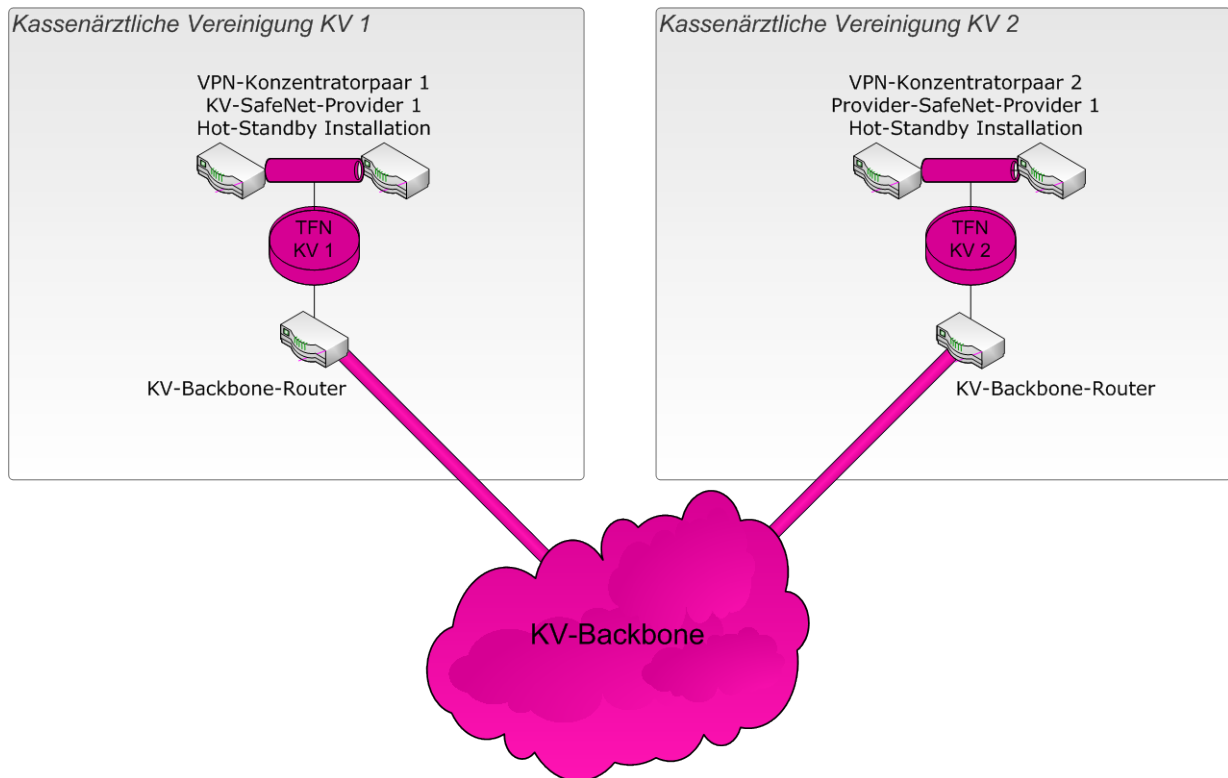 Kassenärztliche Vereinigung KV 1
VPN-Konzentratorpaar 1
KV-SafeNet-Provider 1
Hot-Standby Installation
TFN
KV 1
KV-Backbone-Router
Kassenärztliche Vereinigung KV 2
VPN-Konzentratorpaar 2
Provider-SafeNet-Provider 1
Hot-Standby Installation
TFN
KV 2
KV-Backbone-Router
KV-Backbone